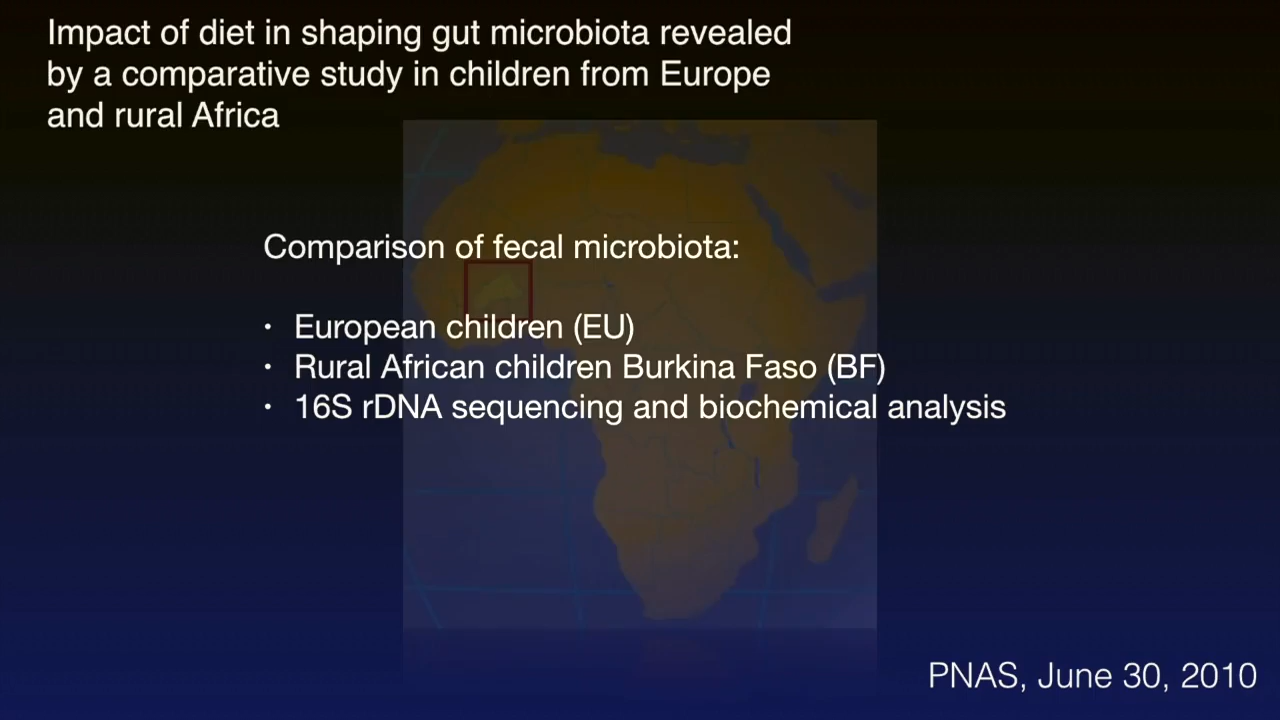 Impact of diet in shaping gut microbiota revealed
by a comparative study in children from Europe
and rural Africa
Comparison of fecal microbiota:
• European children (EU)
• Rural African children Burkina Faso (BF)
• 16S rDNA sequencing and biochemical analysis
PNAS, June 30, 2010